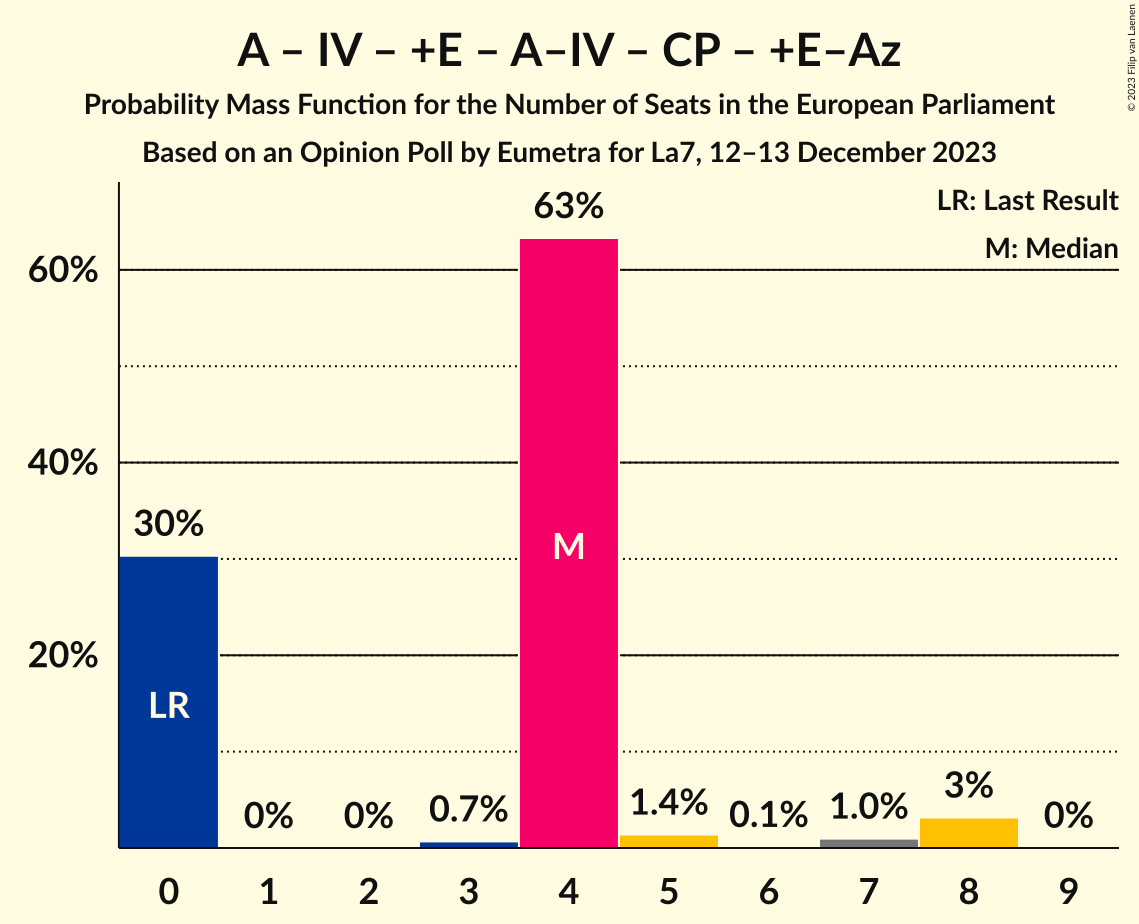 A – IV – +E – A–IV – CP – +E–Az
Probability Mass Function for the Number of Seats in the European Parliament
Based on an Opinion Poll by Eumetra for La7, 12–13 December 2023
© 2023 Filip van Laenen
LR: Last Result
M: Median
60%
40%
20%
63%
30%
M
LR
0%
0%
0.7%
1.4%
0.1%
1.0%
3%
0%
0 1 2 3 4 5 6 7 8 9